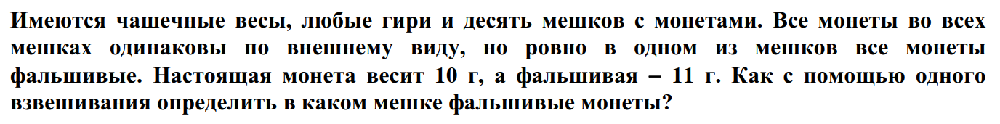 Имеются чашечные весы, любые гири и десять мешков с монетами. Все монеты во всех
мешках одинаковы по внешнему виду, но ровно в одном из мешков все монеты
фальшивые. Настоящая монета весит 10 г, а фальшивая – 11 г. Как с помощью одного
взвешивания определить в каком мешке фальшивые монеты?